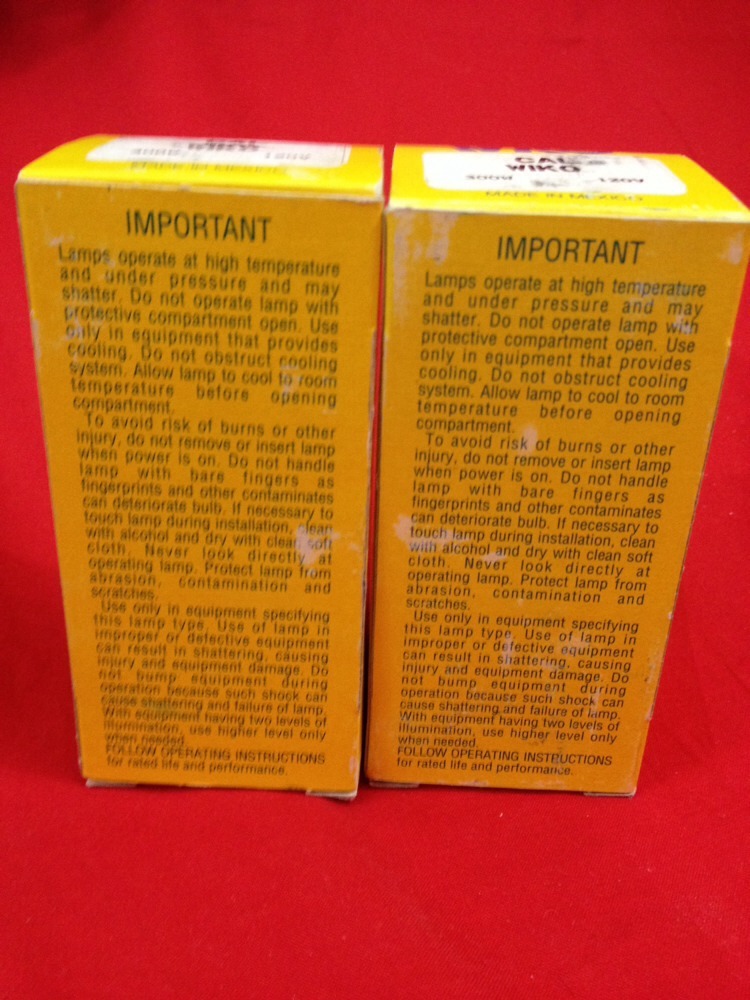 IMPORTANT
Lamps operate at high temperature
and under pressure and may
shatter. Do not operate lamp with
protective compartment open. Use
only in equipment that provides
cooling. Do not obstruct cooling
system. Allow lamp to cool to room
temperature before opening
compartment.
To avoid risk of burns or other
injury, do not remove or insert lamp
when power is on. Do not handle
lamp with bare fingers as
fingerprints and other contaminates
can deteriorate bulb. If necessary to
touch lamp during installation, clean
with alcohol and dry with clean soft
cloth. Never look directly at
operating lamp. Protect lamp from
abrasion, contamination and
scratches.
Use only in equipment specifying
this lamp type. Use of lamp in
improper or defective equipment
can result in shattering, causing
injury and equipment damage. Do
not bump equipment during
operation because such shock can
cause shattering and failure of lamp.
With equipment having two levels of
illumination, use higher level only
when needed.
FOLLOW OPERATING INSTRUCTIONS
for rated life and performance.
CAL
WIKO
300W 120V
MADE IN MEXICO
IMPORTANT
Lamps operate at high temperature
and under pressure and may
shatter. Do not operate lamp with
protective compartment open. Use
only in equipment that provides
cooling. Do not obstruct cooling
system. Allow lamp to cool to room
temperature before opening
compartment.
To avoid risk of burns or other
injury, do not remove or insert lamp
when power is on. Do not handle
lamp with bare fingers as
fingerprints and other contaminates
can deteriorate bulb. If necessary to
touch lamp during installation, clean
with alcohol and dry with clean soft
cloth. Never look directly at
operating lamp. Protect lamp from
abrasion, contamination and
scratches.
Use only in equipment specifying
this lamp type. Use of lamp in
improper or defective equipment
can result in shattering, causing
injury and equipment damage. Do
not bump equipment during
operation because such shock can
cause shattering and failure of lamp.
With equipment having two levels of
illumination, use higher level only
when needed.
FOLLOW OPERATING INSTRUCTIONS
for rated life and performance.